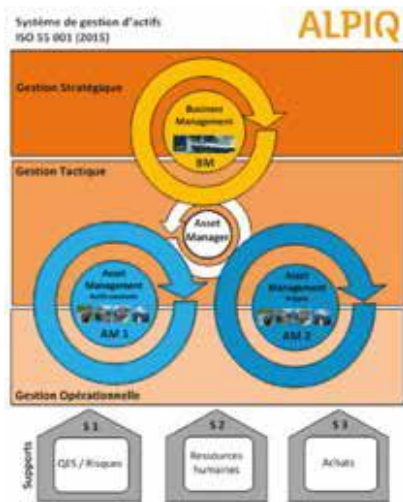 Système de gestion d'actifs
ISO 55 001 (2015)
ALPIQ
Gestion Stratégique
Business
Management
BM
Gestion Tactique
Asset
Manager
Asset
Management
AM 1
Asset
Management
AM 2
Gestion Opérationnelle
Supports
S 1
QES / Risques
S 2
Ressources
humaines
S 3
Achats